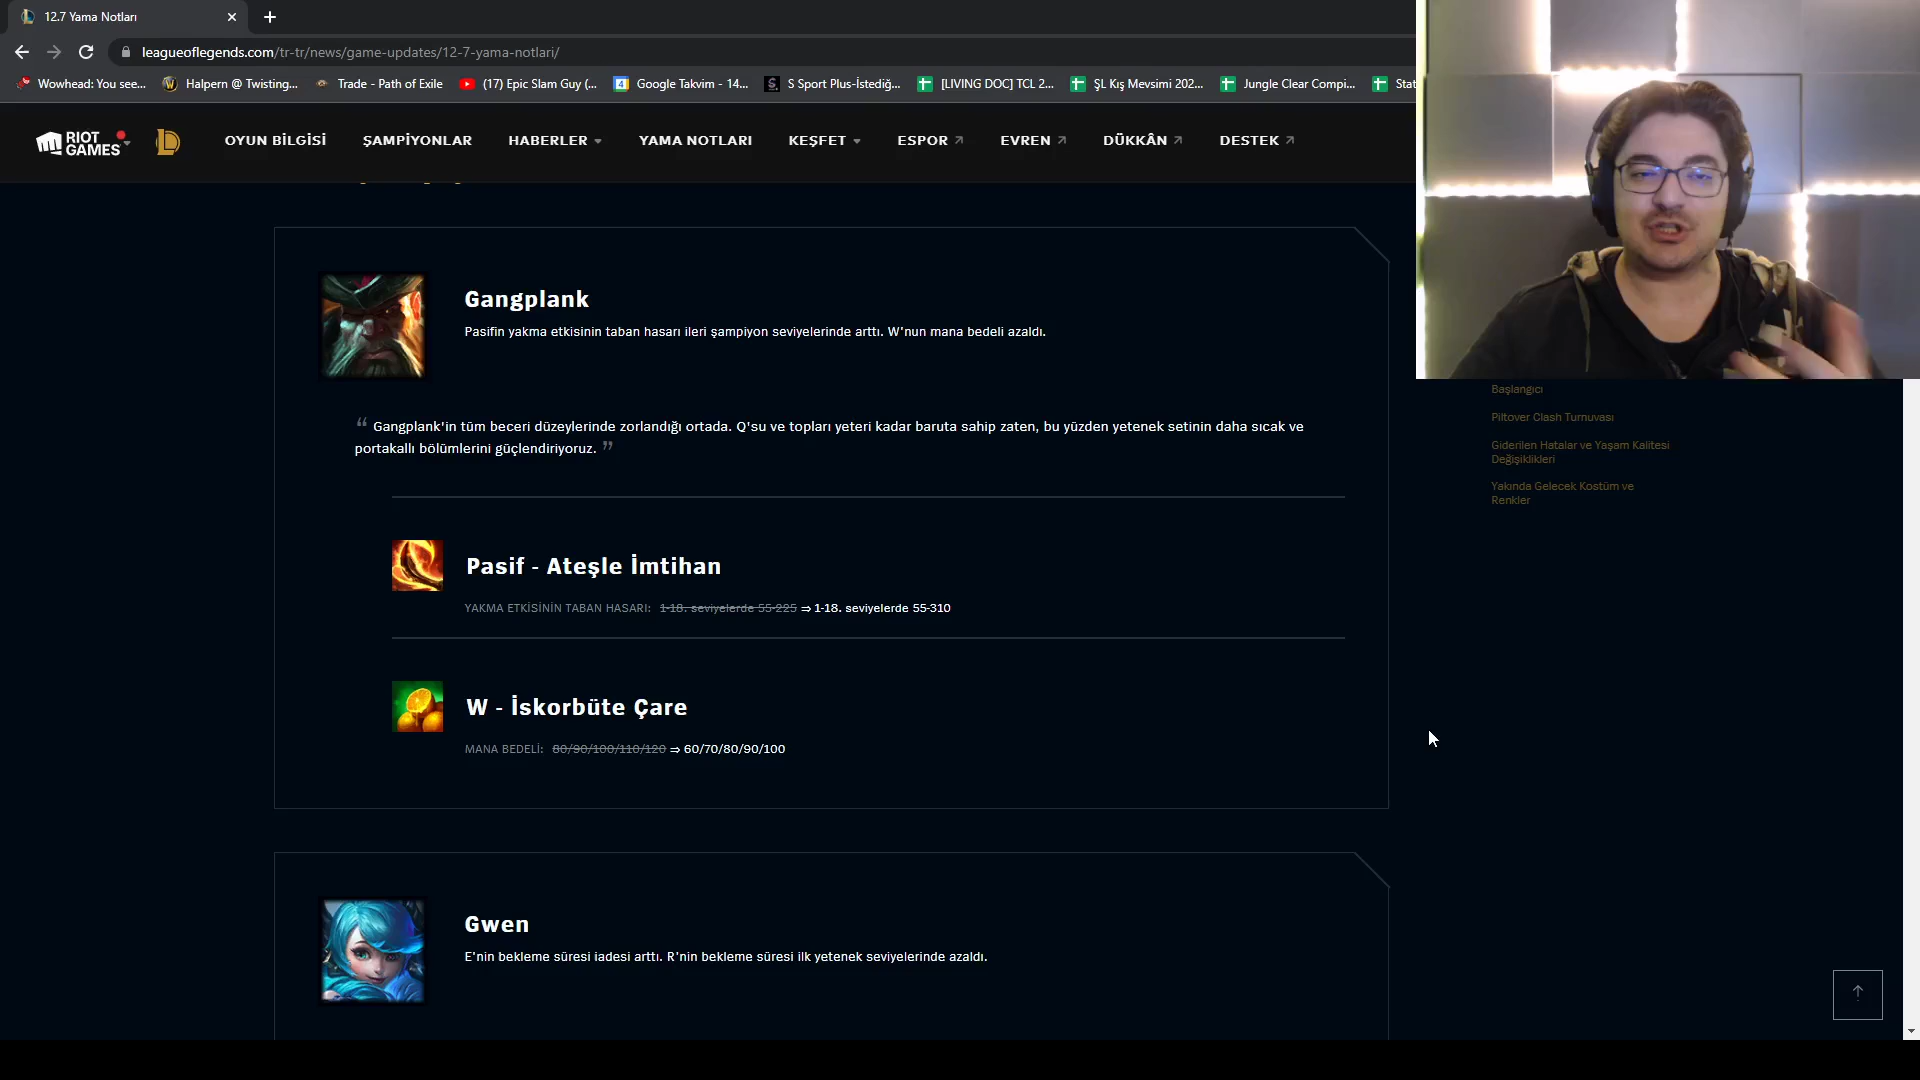 12.7 Yama Notları
leagueoflegends.com/tr-tr/news/game-updates/12-7-yama-notlari/
Wowhead: You see... Halpern @ Twisting... Trade - Path of Exile (17) Epic Slam Guy (... Google Takvim - 14... S Sport Plus-İstediğ... [LIVING DOC] TCL 2... ŞL Kış Mevsimi 202... Jungle Clear Compi... Stat
RIOT GAMES OYUN BİLGİSİ ŞAMPİYONLAR HABERLER YAMA NOTLARI KEŞFET ESPOR EVREN DÜKKÂN DESTEK
Gangplank
Pasifin yakma etkisinin taban hasarı ileri şampiyon seviyelerinde arttı. W'nun mana bedeli azaldı.
“ Gangplank'in tüm beceri düzeylerinde zorlandığı ortada. Q'su ve topları yeteri kadar baruta sahip zaten, bu yüzden yetenek setinin daha sıcak ve
portakallı bölümlerini güçlendiriyoruz. ”
Pasif - Ateşle İmtihan
YAKMA ETKİSİNİN TABAN HASARI: 1-18. seviyelerde 55-225 ⇒ 1-18. seviyelerde 55-310
W - İskorbüte Çare
MANA BEDELİ: 80/90/100/110/120 ⇒ 60/70/80/90/100
Gwen
E'nin bekleme süresi iadesi arttı. R'nin bekleme süresi ilk yetenek seviyelerinde azaldı.
Başlangıcı
Piltover Clash Turnuvası
Giderilen Hatalar ve Yaşam Kalitesi
Değişiklikleri
Yakında Gelecek Kostüm ve
Renkler